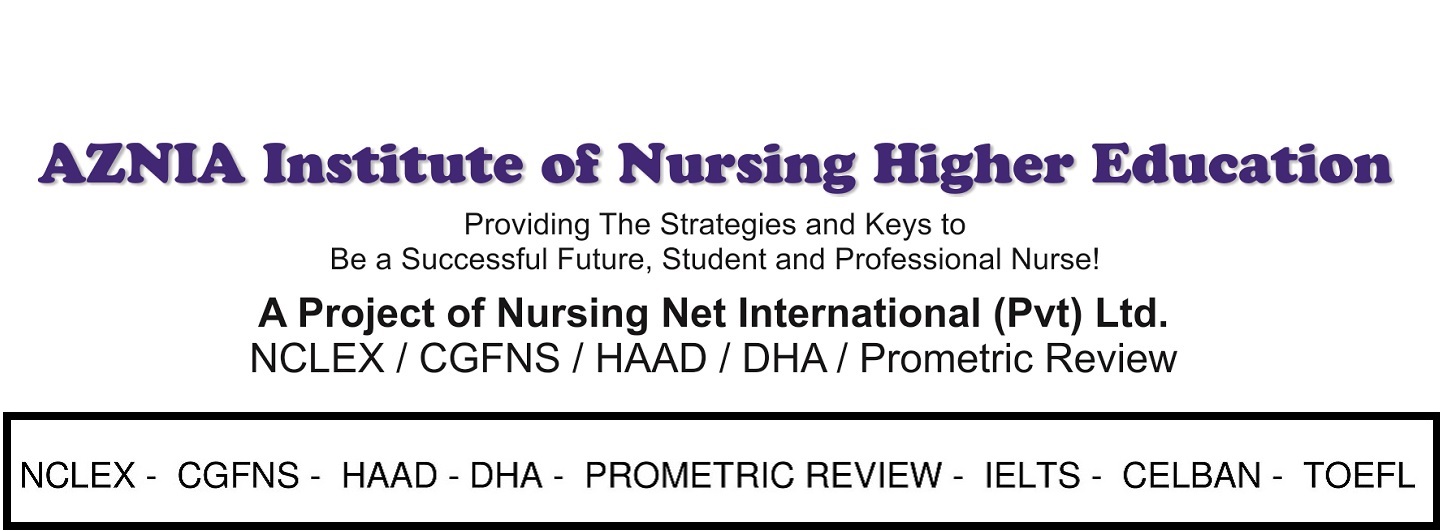 AZNIA Institute of Nursing Higher Education
Providing The Strategies and Keys to
Be a Successful Future, Student and Professional Nurse!
A Project of Nursing Net International (Pvt) Ltd.
NCLEX / CGFNS / HAAD / DHA / Prometric Review
NCLEX - CGFNS - HAAD - DHA - PROMETRIC REVIEW - IELTS - CELBAN - TOEFL